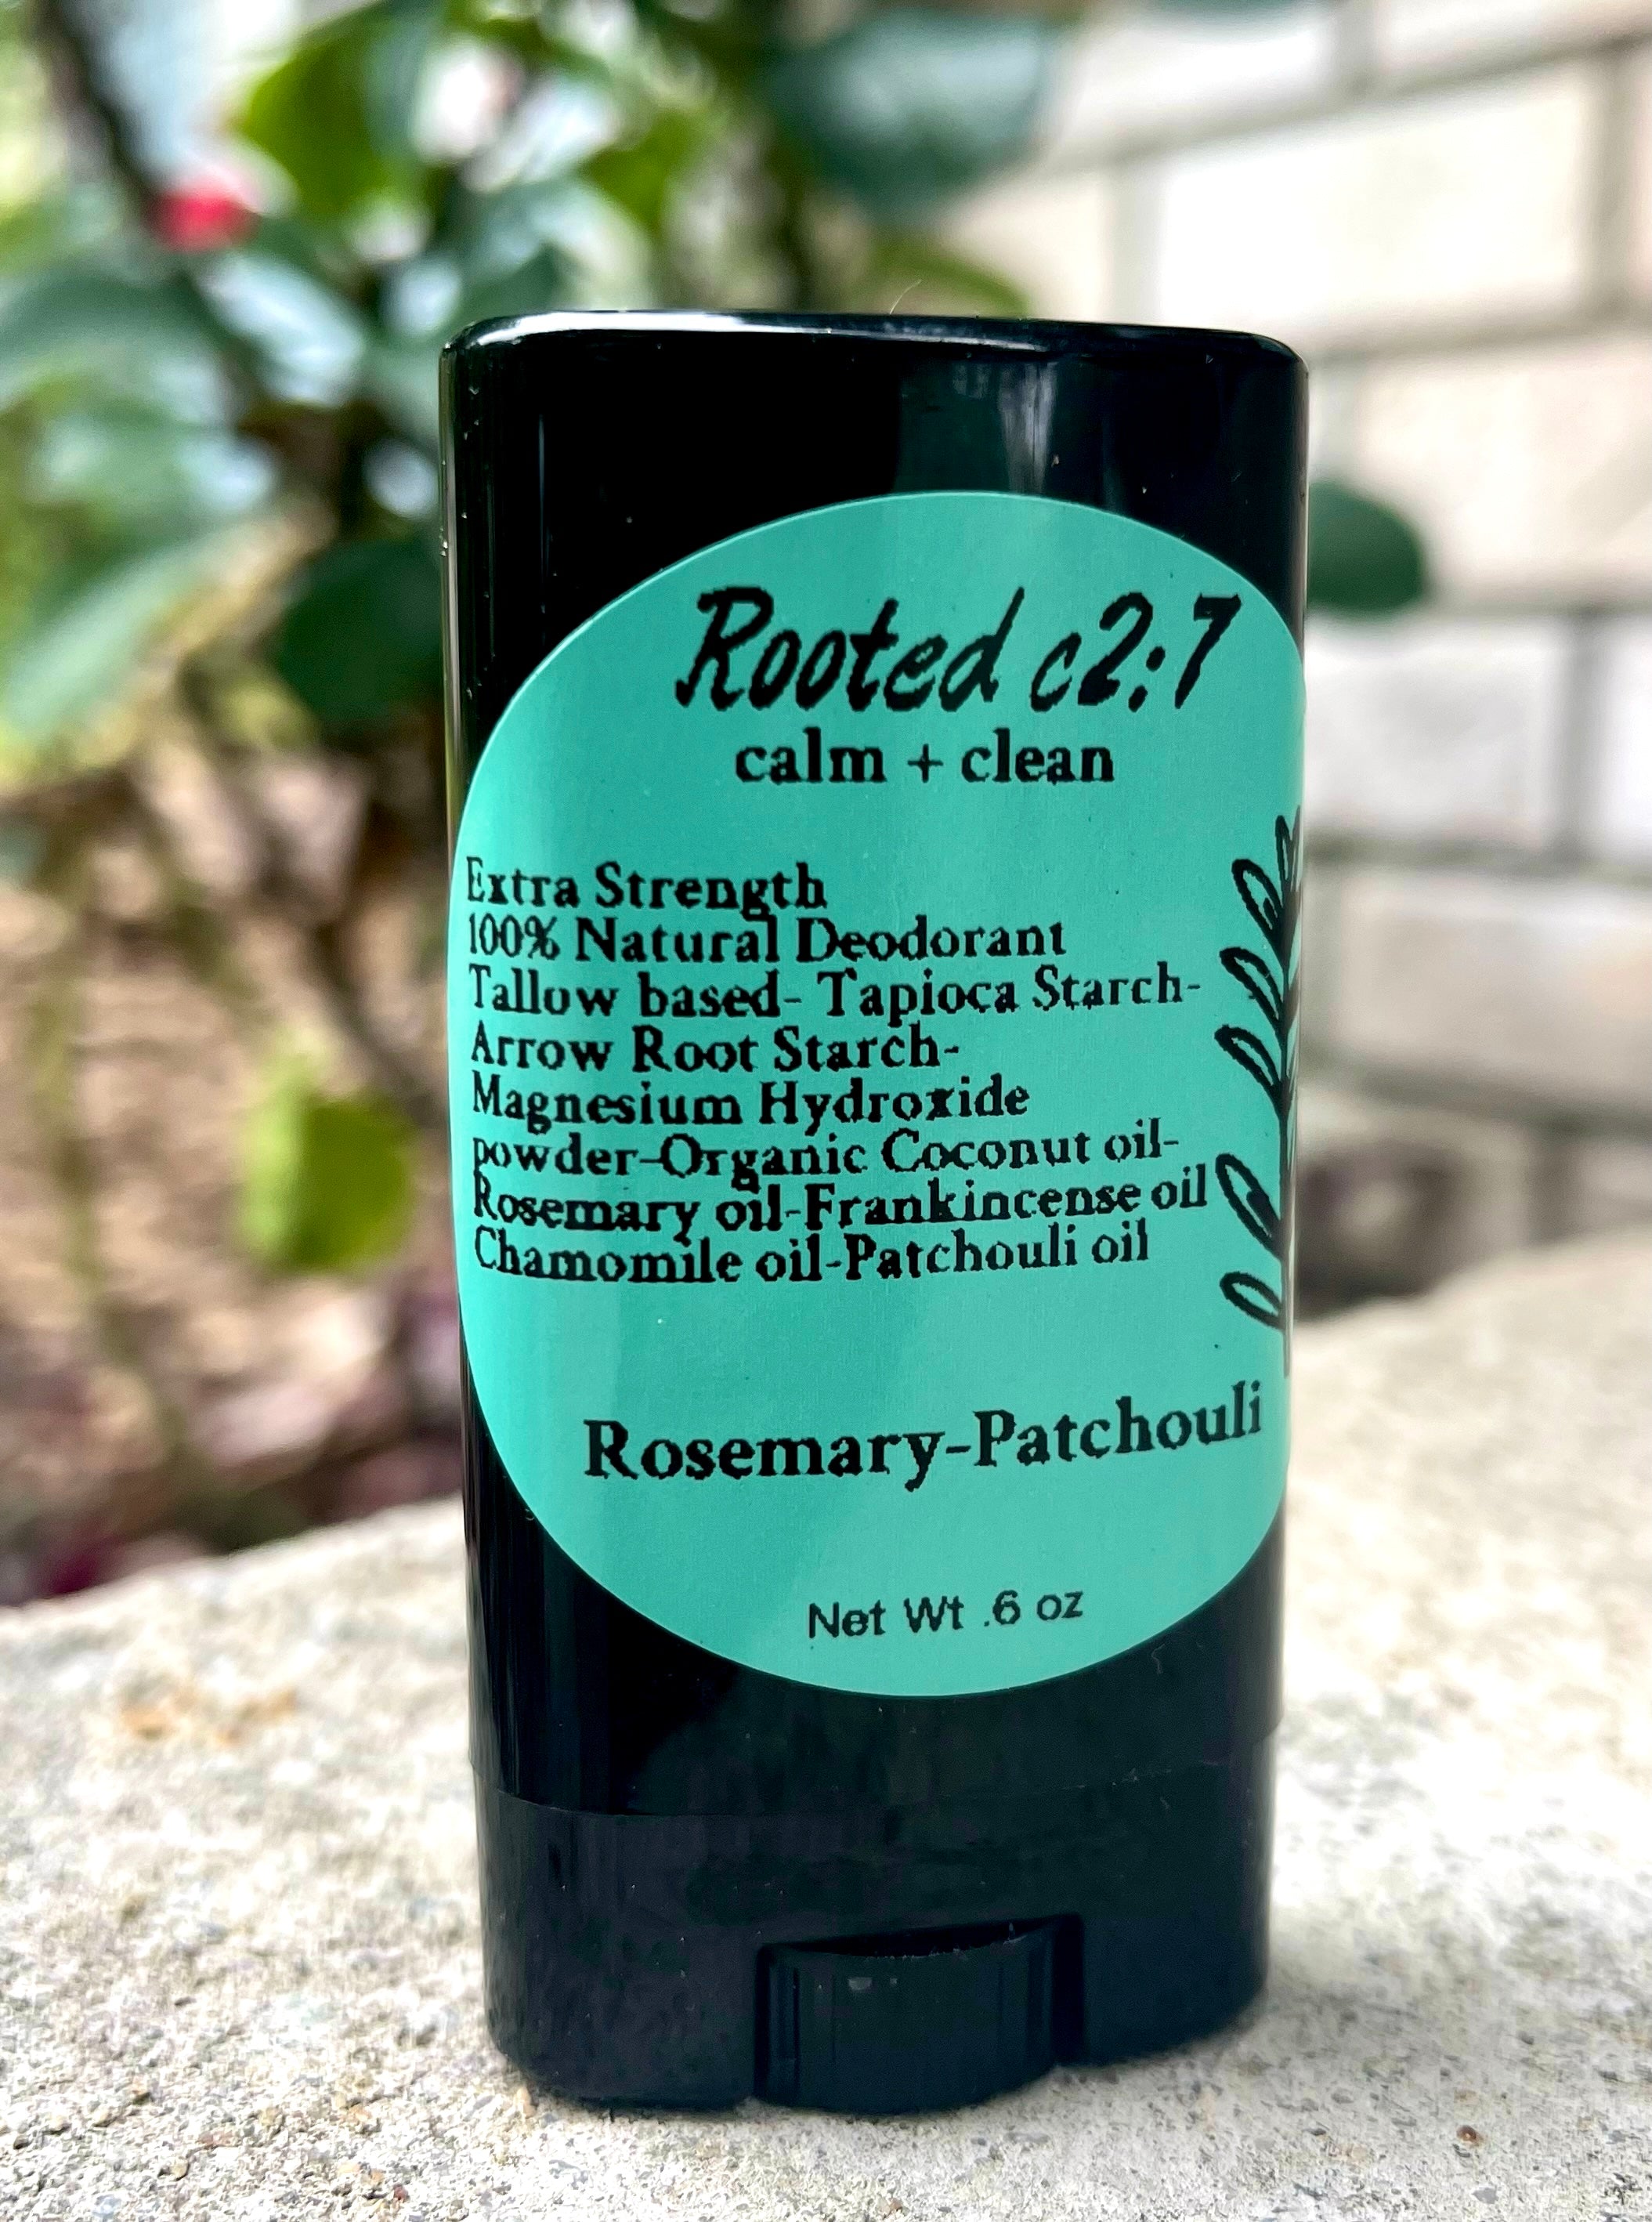 Rooted c2:7
calm + clean
Extra Strength
100% Natural Deodorant
Tallow based- Tapioca Starch-
Arrow Root Starch-
Magnesium Hydroxide
powder-Organic Coconut oil-
Rosemary oil-Frankincense oil
Chamomile oil-Patchouli oil
Rosemary-Patchouli
Net Wt .6 oz